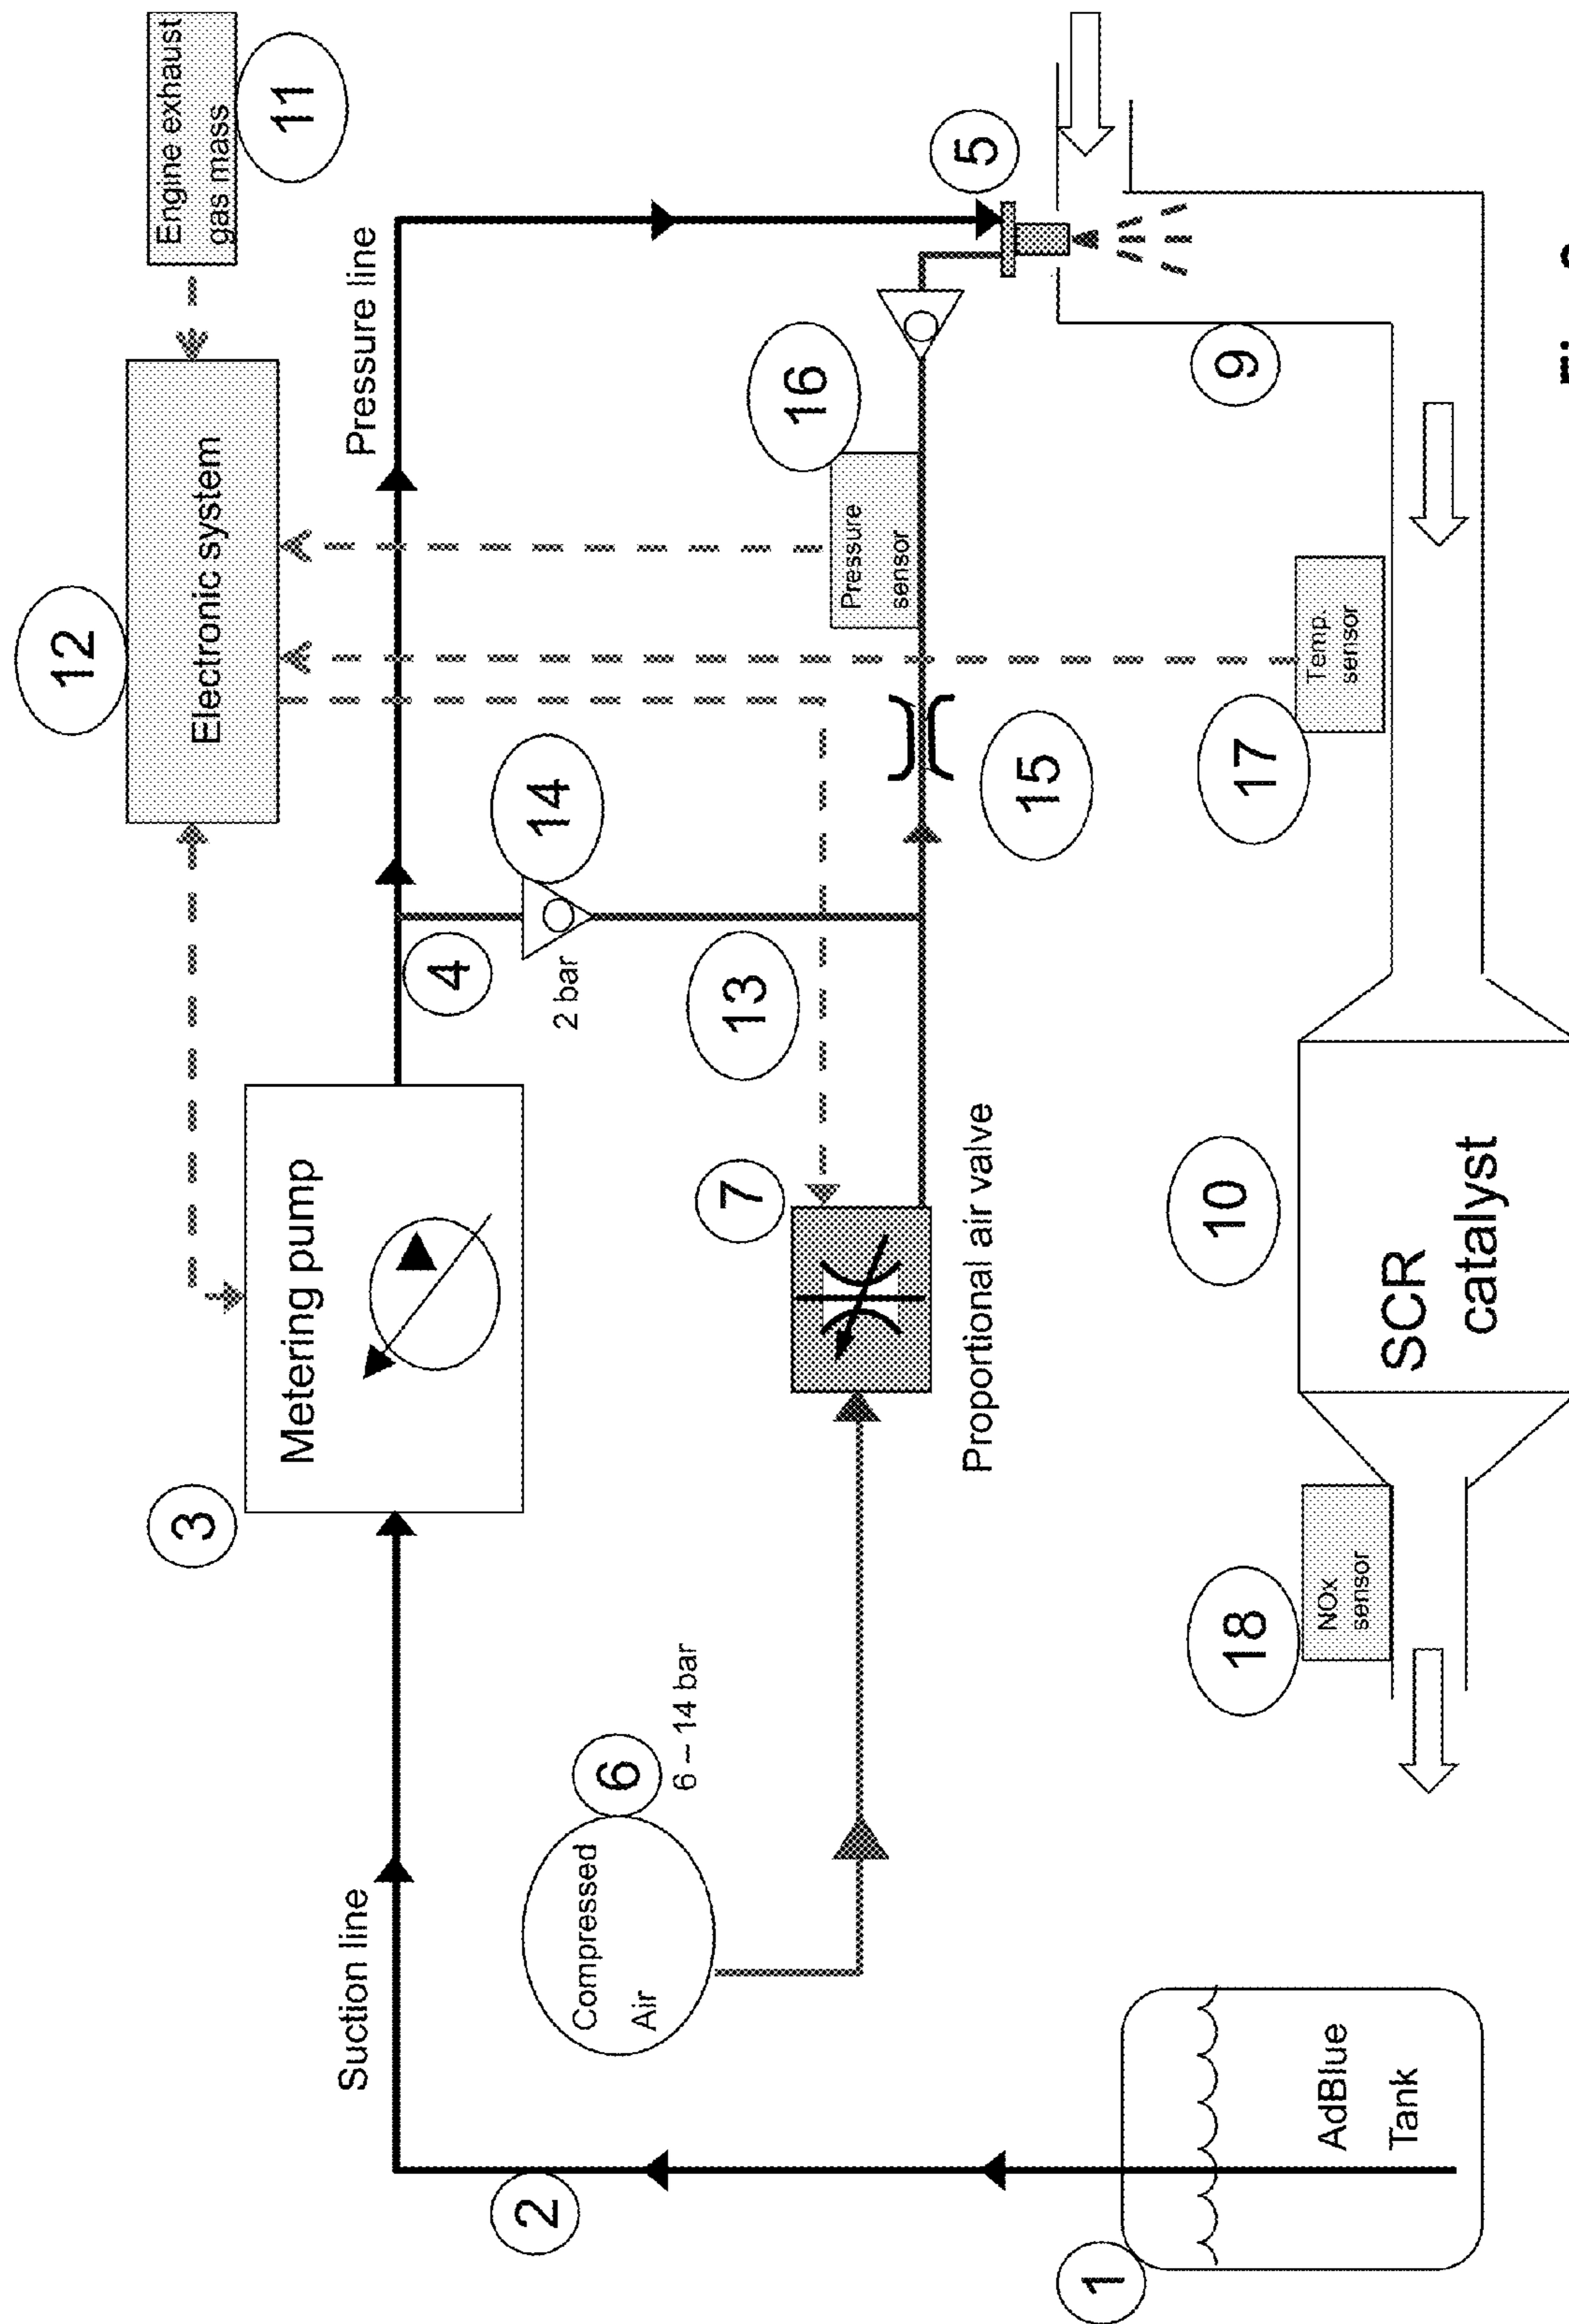 12
Engine exhaust
gas mass
11
3
Electronic system
Metering pump
Suction line
Pressure line
4
2
14
2 bar
Compressed
Air
6
6 – 14 bar
7
13
16
Pressure
sensor
5
Proportional air valve
15
1
10
9
18
17
Temp.
sensor
NOx
sensor
AdBlue
Tank
SCR
catalyst